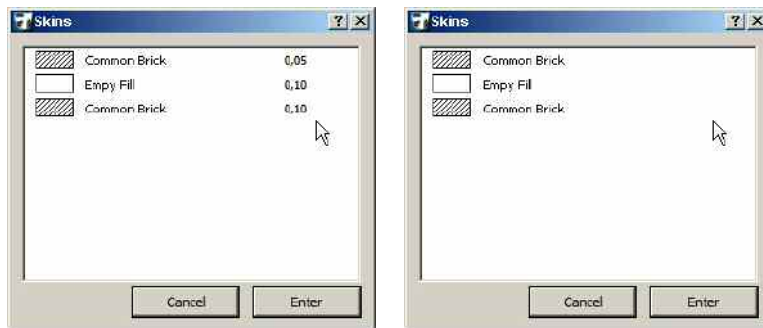 Skins
Common Brick 0,05
Empy Fill 0,10
Common Brick 0,10
Cancel Enter
Skins
Common Brick
Empy Fill
Common Brick
Cancel Enter